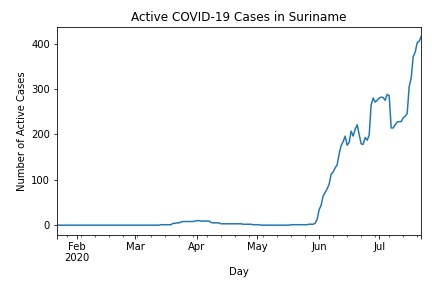 Active COVID-19 Cases in Suriname
400
300
200
100
0
Number of Active Cases
Feb Mar Apr May Jun Jul
2020
Day